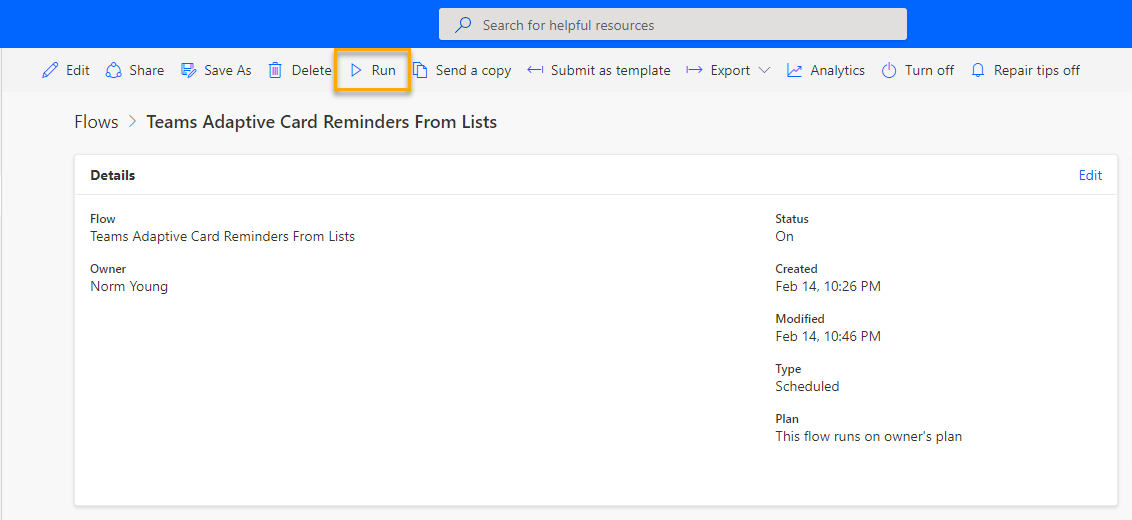 Search for helpful resources
Edit Share Save As Delete Run Send a copy Submit as template Export Analytics Turn off Repair tips off
Flows > Teams Adaptive Card Reminders From Lists
Details Edit
Flow
Teams Adaptive Card Reminders From Lists
Owner
Norm Young
Status
On
Created
Feb 14, 10:26 PM
Modified
Feb 14, 10:46 PM
Type
Scheduled
Plan
This flow runs on owner's plan